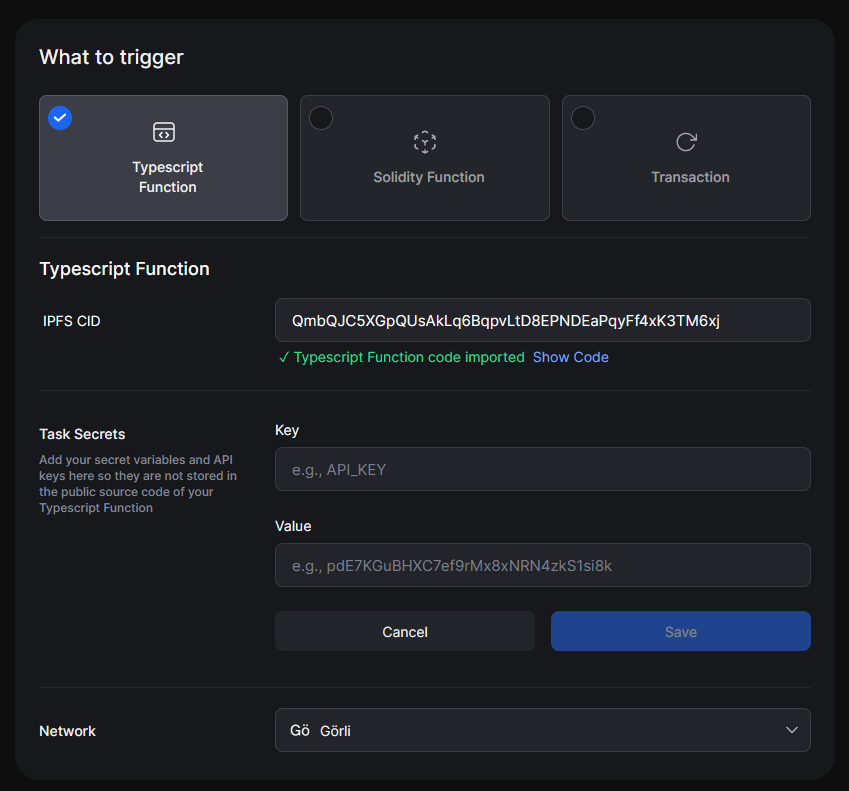 What to trigger
Typescript
Function
Solidity Function
Transaction
Typescript Function
IPFS CID
QmbQJC5XGpQUsAkLq6BqpvLtD8EPNDEaPqyFf4xK3TM6xj
✓ Typescript Function code imported Show Code
Task Secrets
Add your secret variables and API
keys here so they are not stored in
the public source code of your
Typescript Function
Key
e.g., API_KEY
Value
e.g., pdE7KGuBHXC7ef9rMx8xNRN4zkS1si8k
Cancel
Save
Network
Gö Görli